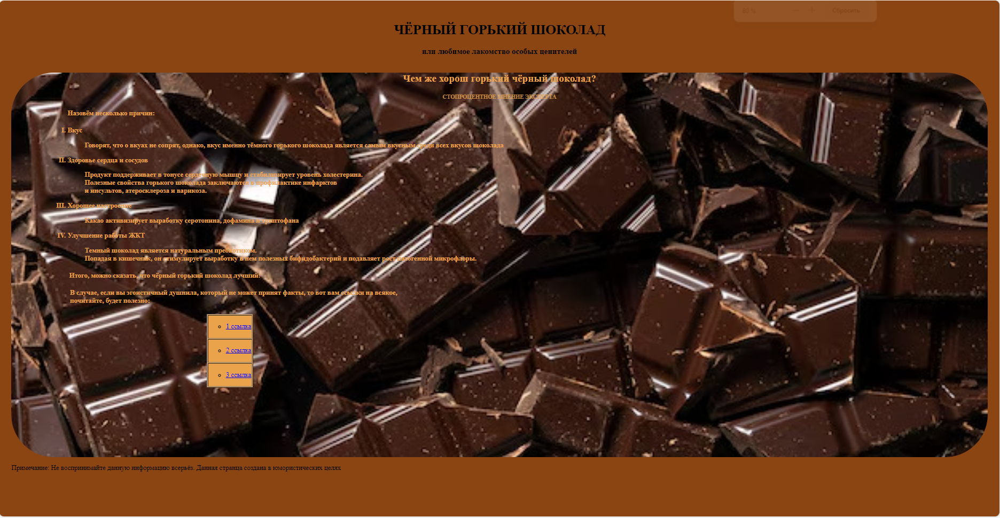 80 %
Сбросить
ЧЁРНЫЙ ГОРЬКИЙ ШОКОЛАД
или любимое лакомство особых ценителей
Чем же хорош горький чёрный шоколад?
СТОПРОЦЕНТНОЕ МНЕНИЕ ЭКСПЕРТА
Назовём несколько причин:
I. Вкус
Говорят, что о вкуах не сопрят, однако, вкус именно тёмного горького шоколада является самым вкусным среди всех вкусов шоколада
II. Здоровье сердца и сосудов
Продукт поддерживает в тонусе сердечную мышцу и стабилизирует уровень холестерина.
Полезные свойства горького шоколада заключаются в профилактике инфарктов
и инсультов, атеросклероза и варикоза.
III. Хорошее настроение
Какао активизирует выработку серотонина, дофамина и триптофана
IV. Улучшение работы ЖКТ
Темный шоколад является натуральным пребиотиком.
Попадая в кишечник, он стимулирует выработку в нем полезных бифидобактерий и подавляет рост патогенной микрофлоры.
Итого, можно сказать, что чёрный горький шоколад лучший!
В случае, если вы эгоистичный душнила, который не может принят факты, то вот вам ссылки на всякое,
почитайте, будет полезно:
1 ссылка
2 ссылка
3 ссылка
Примечание: Не воспринимайте данную информацию всерьёз. Данная странца создана в юмористических целях